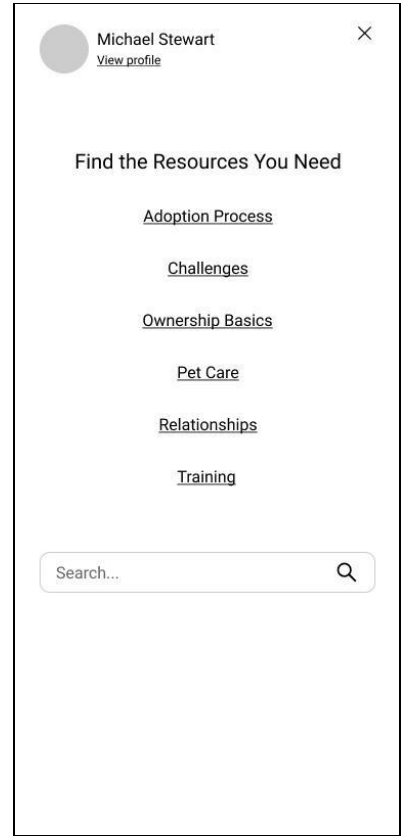 Michael Stewart
View profile
Find the Resources You Need
Adoption Process
Challenges
Ownership Basics
Pet Care
Relationships
Training
Search...